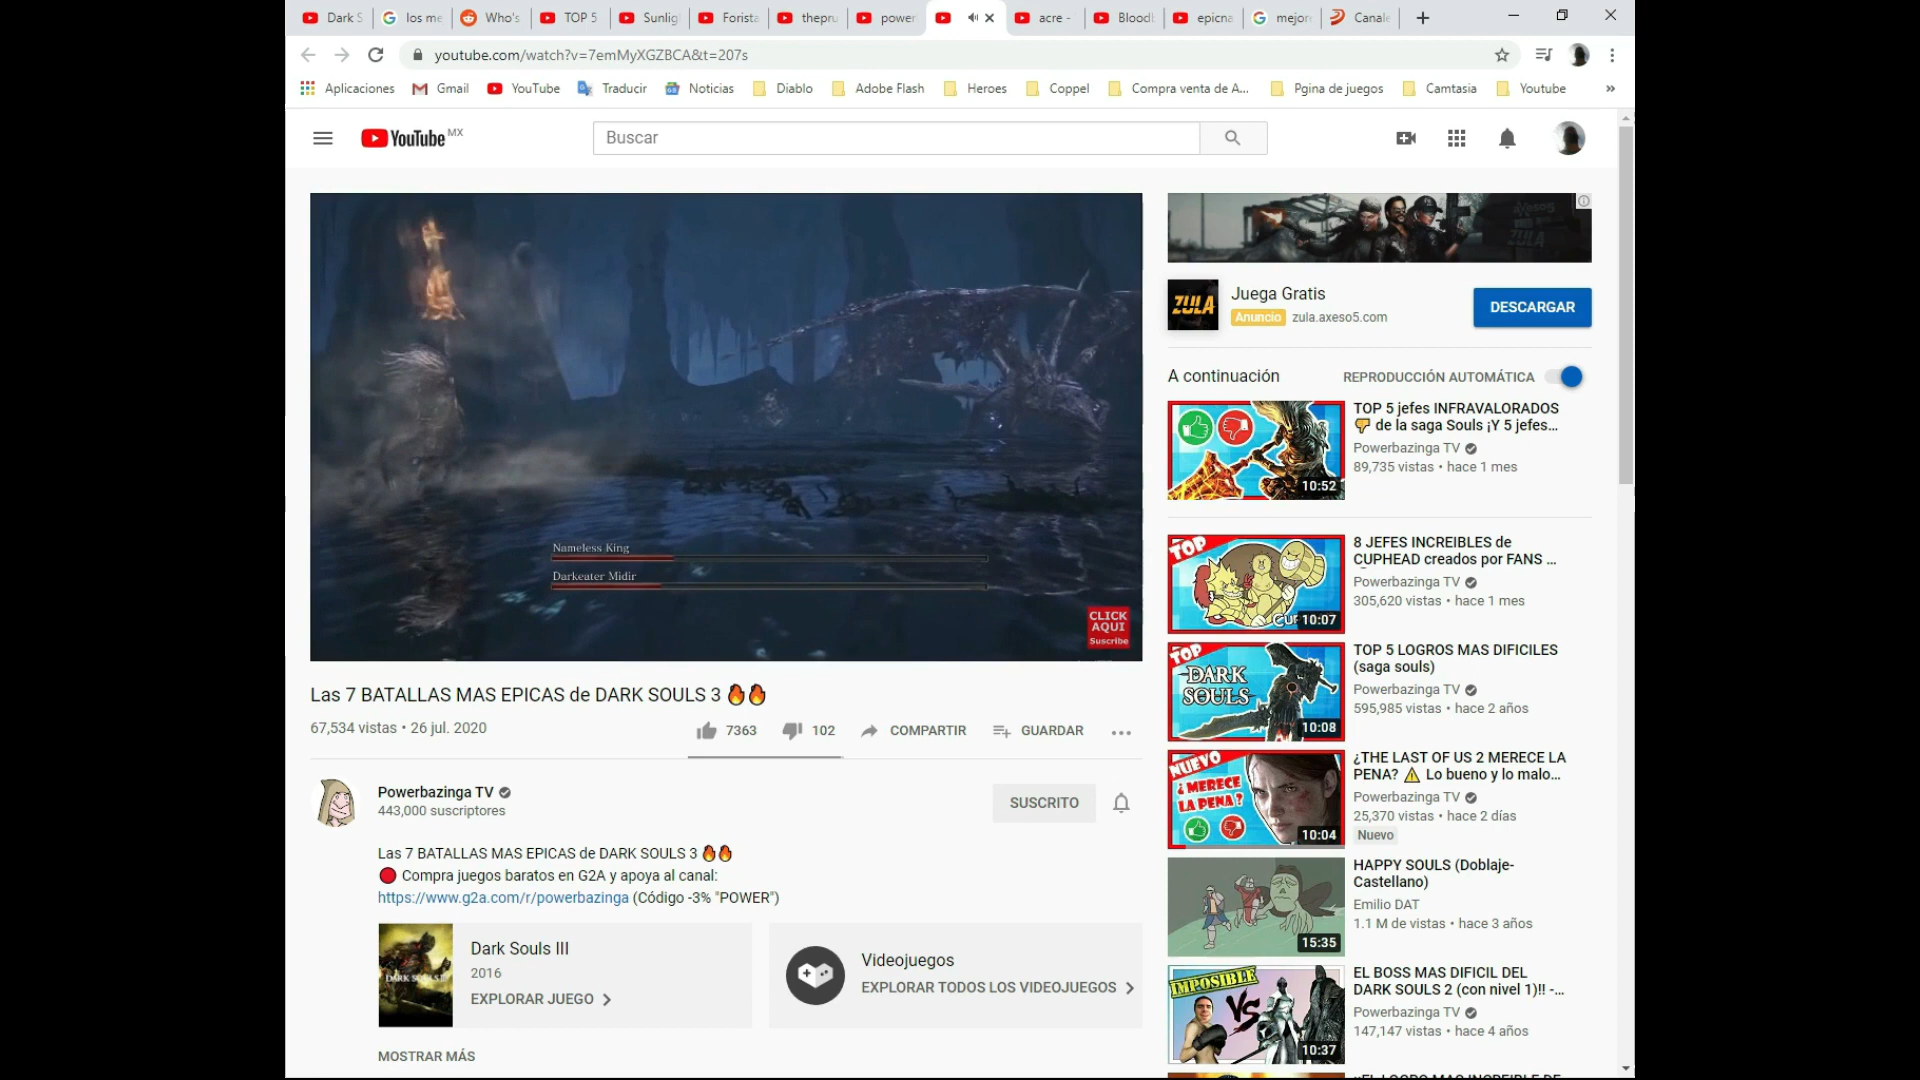 Dark S
los me
Who's
TOP 5
Sunlig
Forista
thepru
power
acre -
Bloodb
epicna
mejor
Canale
youtube.com/watch?v=7emMyXGZBCA&t=207s
Aplicaciones
Gmail
YouTube
Traducir
Noticias
Diablo
Adobe Flash
Heroes
Coppel
Compra venta de A...
Pgina de juegos
Camtasia
Youtube
»
YouTube MX
Buscar
Nameless King
Darkeater Midir
CLICK
AQUI
Suscribe
ZULA
Juega Gratis
Anuncio zula.axeso5.com
DESCARGAR
A continuación
REPRODUCCIÓN AUTOMÁTICA
10:52
TOP 5 jefes INFRAVALORADOS
👎 de la saga Souls ¡Y 5 jefes...
Powerbazinga TV
89,735 vistas • hace 1 mes
TOP
CUP
10:07
8 JEFES INCREIBLES de
CUPHEAD creados por FANS ...
Powerbazinga TV
305,620 vistas • hace 1 mes
TOP
DARK
SOULS
10:08
TOP 5 LOGROS MAS DIFICILES
(saga souls)
Powerbazinga TV
595,985 vistas • hace 2 años
NUEVO
¿MERECE
LA PENA?
10:04
¿THE LAST OF US 2 MERECE LA
PENA? ⚠️ Lo bueno y lo malo...
Powerbazinga TV
25,370 vistas • hace 2 días
Nuevo
15:35
HAPPY SOULS (Doblaje-
Castellano)
Emilio DAT
1.1 M de vistas • hace 3 años
IMPOSIBLE
VS
10:37
EL BOSS MAS DIFICIL DEL
DARK SOULS 2 (con nivel 1)!! -...
Powerbazinga TV
147,147 vistas • hace 4 años
Las 7 BATALLAS MAS EPICAS de DARK SOULS 3 🔥🔥
67,534 vistas • 26 jul. 2020
7363
102
COMPARTIR
GUARDAR
Powerbazinga TV
443,000 suscriptores
SUSCRITO
Las 7 BATALLAS MAS EPICAS de DARK SOULS 3 🔥🔥
🔴 Compra juegos baratos en G2A y apoya al canal:
https://www.g2a.com/r/powerbazinga (Código -3% "POWER")
DARK SOULS
Dark Souls III
2016
EXPLORAR JUEGO
Videojuegos
EXPLORAR TODOS LOS VIDEOJUEGOS
MOSTRAR MÁS